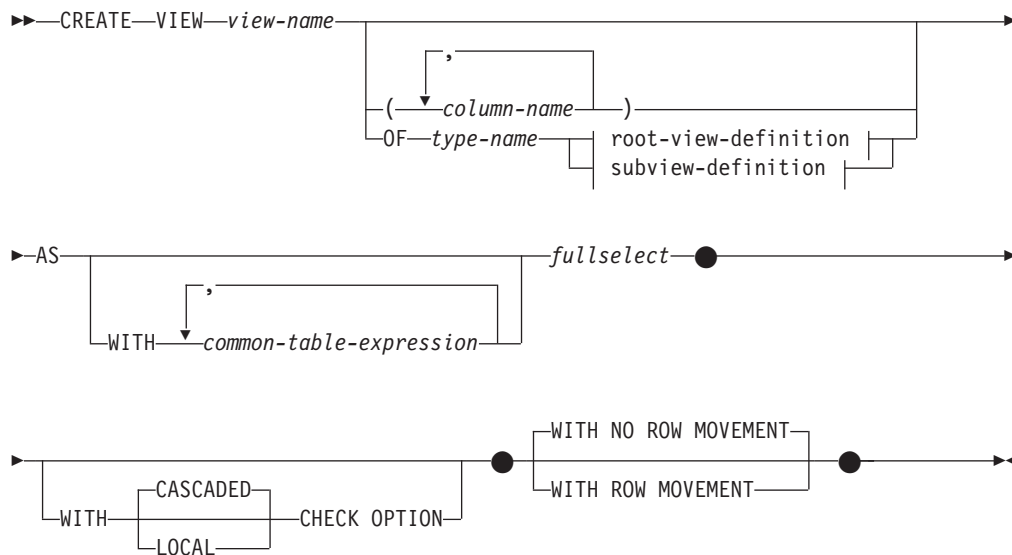 CREATE VIEW view-name
,
( column-name )
OF type-name root-view-definition
subview-definition
AS fullselect
,
WITH common-table-expression
WITH NO ROW MOVEMENT
CASCADED
WITH CHECK OPTION WITH ROW MOVEMENT
LOCAL